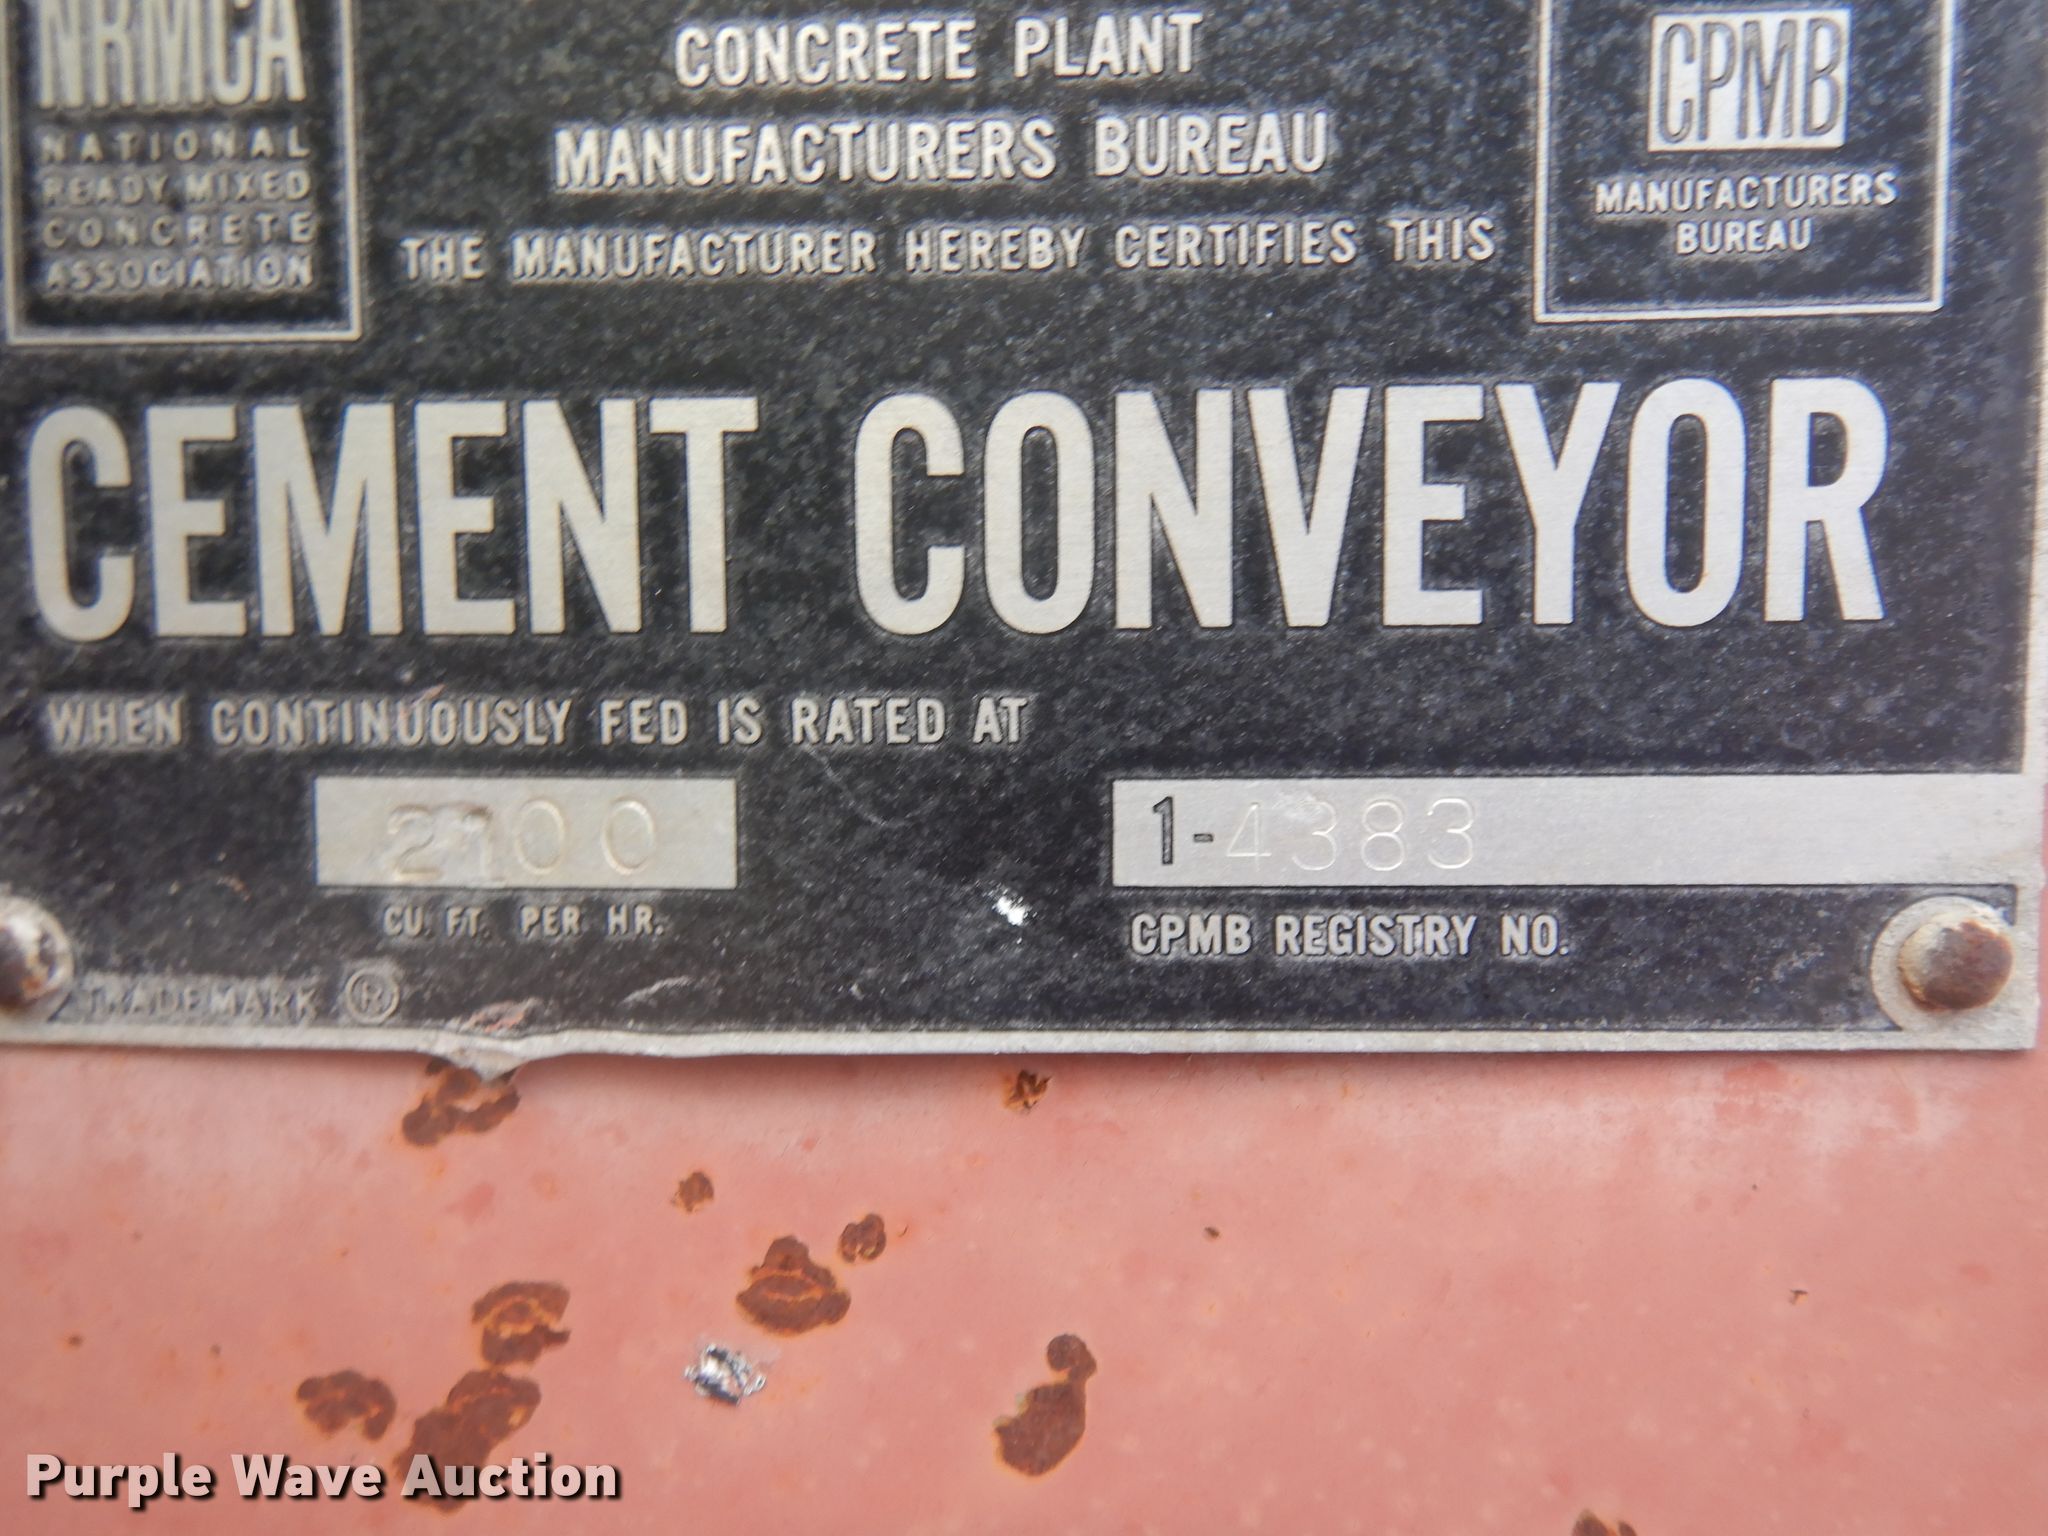 NRMCA
NATIONAL
READY MIXED
CONCRETE
ASSOCIATION
CONCRETE PLANT
MANUFACTURERS BUREAU
THE MANUFACTURER HEREBY CERTIFIES THIS
CPMB
MANUFACTURERS
BUREAU
CEMENT CONVEYOR
WHEN CONTINUOUSLY FED IS RATED AT
2700
CU. FT. PER HR.
1-4383
CPMB REGISTRY NO.
TRADEMARK ®
Purple Wave Auction